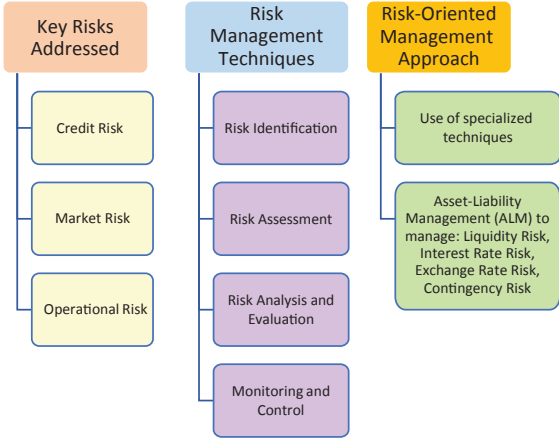 Key Risks
Addressed
Credit Risk
Market Risk
Operational Risk
Risk
Management
Techniques
Risk Identification
Risk Assessment
Risk Analysis and
Evaluation
Monitoring and
Control
Risk-Oriented
Management
Approach
Use of specialized
techniques
Asset-Liability
Management (ALM) to
manage: Liquidity Risk,
Interest Rate Risk,
Exchange Rate Risk,
Contingency Risk